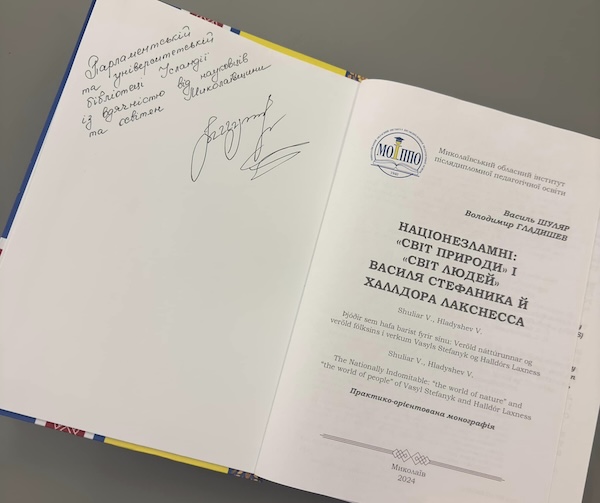 Парламентській
та університетській
бібліотеці Ісландії
із вдячністю від науковців
та освітян Миколаївщини
МОІППО
Миколаївський обласний інститут
післядипломної педагогічної освіти
Василь ШУЛЯР
Володимир ГЛАДИШЕВ
НАЦІОНЕЗЛАМНІ:
«СВІТ ПРИРОДИ» І
«СВІТ ЛЮДЕЙ»
ВАСИЛЯ СТЕФАНИКА Й
ХАЛЛДОРА ЛАКСНЕССА
Shuliar V., Hladyshev V.
Þjóðir sem hafa barist fyrir sínu: Veröld náttúrunnar og
veröld fólksins í verkum Vasyls Stefanyk og Halldórs Laxness
Shuliar V., Hladyshev V.
The Nationally Indomitable: "the world of nature" and
"the world of people" of Vasyl Stefanyk and Halldór Laxness
Практико-орієнтована монографія
Миколаїв
2024